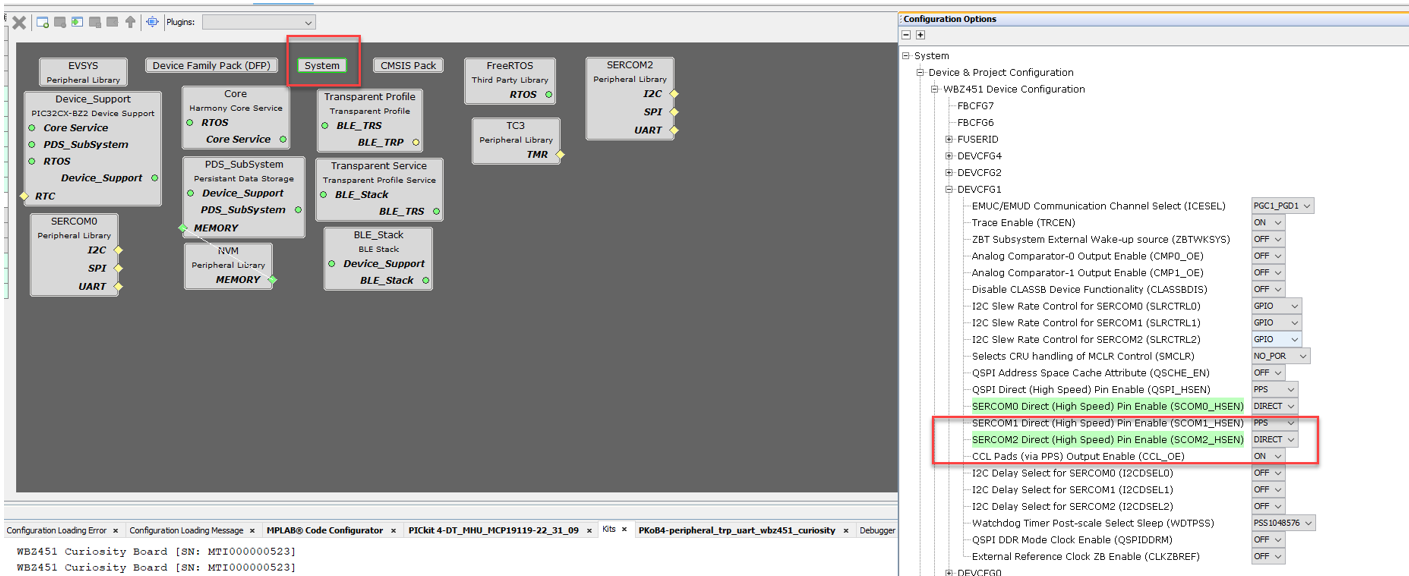 Plugins:
EVSYS
Peripheral Library
Device Family Pack (DFP)
System
CMSIS Pack
FreeRTOS
Third Party Library
RTOS
SERCOM2
Peripheral Library
I2C
SPI
UART
Device_Support
PIC32CX-BZ2 Device Support
Core Service
PDS_SubSystem
RTOS
Device_Support
RTC
Core
Harmony Core Service
RTOS
Core Service
Transparent Profile
Transparent Profile
BLE_TRS
BLE_TRP
TC3
Peripheral Library
TMR
PDS_SubSystem
Persistant Data Storage
Device_Support
PDS_SubSystem
MEMORY
Transparent Service
Transparent Profile Service
BLE_Stack
BLE_TRS
SERCOM0
Peripheral Library
I2C
SPI
UART
NVM
Peripheral Library
MEMORY
BLE_Stack
BLE Stack
Device_Support
BLE_Stack
Configuration Loading Error × Configuration Loading Message × MPLAB® Code Configurator × PICkit 4-DT_MHU_MCP19119-22_31_09 × Kits × PKoB4-peripheral_trp_uart_wbz451_curiosity × Debugger
WBZ451 Curiosity Board [SN: MTI000000523]
WBZ451 Curiosity Board [SN: MTI000000523]
Configuration Options
System
Device & Project Configuration
WBZ451 Device Configuration
FBCFG7
FBCFG6
FUSERID
DEVCFG4
DEVCFG2
DEVCFG1
EMUC/EMUD Communication Channel Select (ICESEL) PGC1_PGD1
Trace Enable (TRCEN) ON
ZBT Subsystem External Wake-up source (ZBTWKSYS) OFF
Analog Comparator-0 Output Enable (CMP0_OE) OFF
Analog Comparator-1 Output Enable (CMP1_OE) OFF
Disable CLASSB Device Functionality (CLASSBDIS) OFF
I2C Slew Rate Control for SERCOM0 (SLRCTRL0) GPIO
I2C Slew Rate Control for SERCOM1 (SLRCTRL1) GPIO
I2C Slew Rate Control for SERCOM2 (SLRCTRL2) GPIO
Selects CRU handling of MCLR Control (SMCLR) NO_POR
QSPI Address Space Cache Attribute (QSCHE_EN) OFF
QSPI Direct (High Speed) Pin Enable (QSPI_HSEN) PPS
SERCOM0 Direct (High Speed) Pin Enable (SCOM0_HSEN) DIRECT
SERCOM1 Direct (High Speed) Pin Enable (SCOM1_HSEN) PPS
SERCOM2 Direct (High Speed) Pin Enable (SCOM2_HSEN) DIRECT
CCL Pads (via PPS) Output Enable (CCL_OE) ON
I2C Delay Select for SERCOM0 (I2CDSEL0) OFF
I2C Delay Select for SERCOM1 (I2CDSEL1) OFF
I2C Delay Select for SERCOM2 (I2CDSEL2) OFF
Watchdog Timer Post-scale Select Sleep (WDTPSS) PSS1048576
QSPI DDR Mode Clock Enable (QSPIDDRM) OFF
External Reference Clock ZB Enable (CLKZBREF) OFF
DEVCFG0